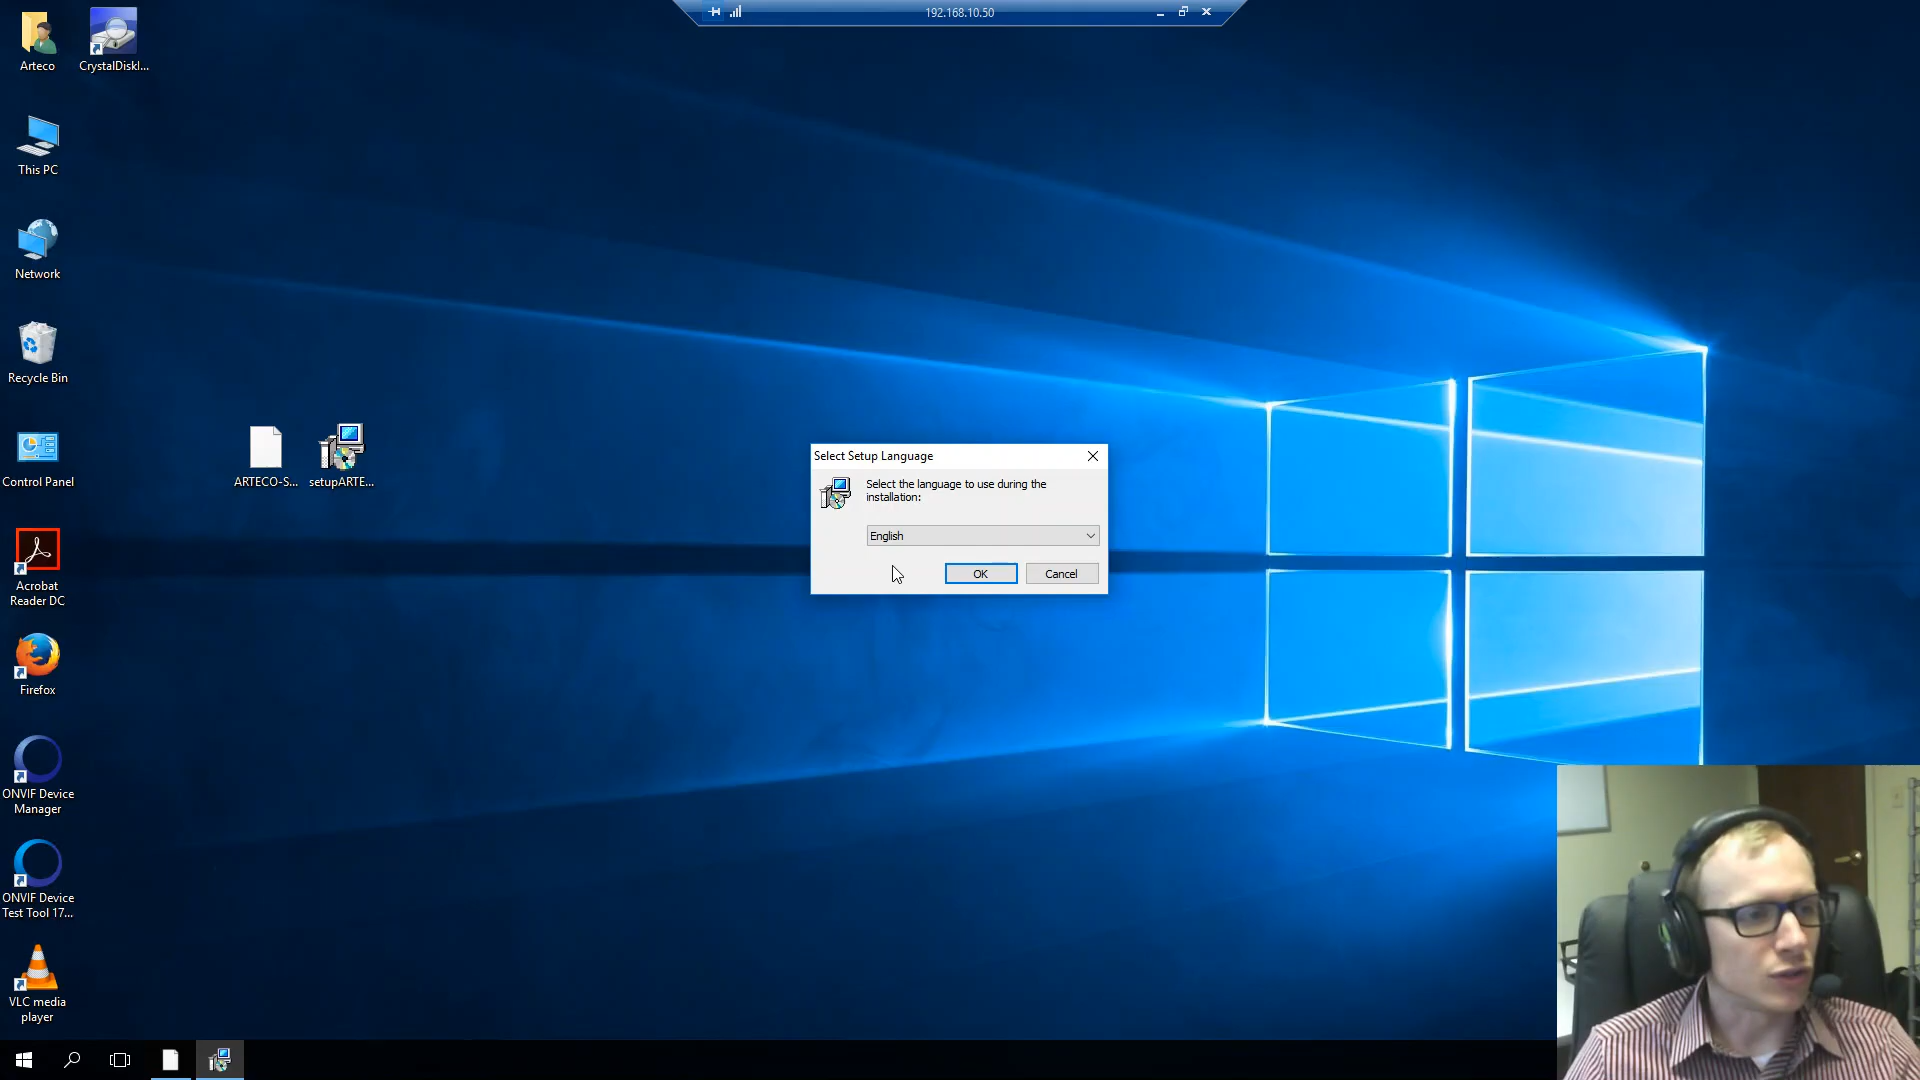 192.168.10.50
Arteco
CrystalDiskI...
This PC
Network
Recycle Bin
Control Panel
ARTECO-S...
setupARTE...
Select Setup Language
Select the language to use during the
installation:
English
OK
Cancel
Acrobat
Reader DC
Firefox
ONVIF Device
Manager
ONVIF Device
Test Tool 17...
VLC media
player